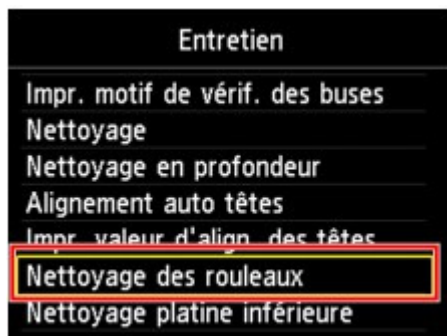 Entretien
Impr. motif de vérif. des buses
Nettoyage
Nettoyage en profondeur
Alignement auto têtes
Impr. valeur d'align. des têtes
Nettoyage des rouleaux
Nettoyage platine inférieure